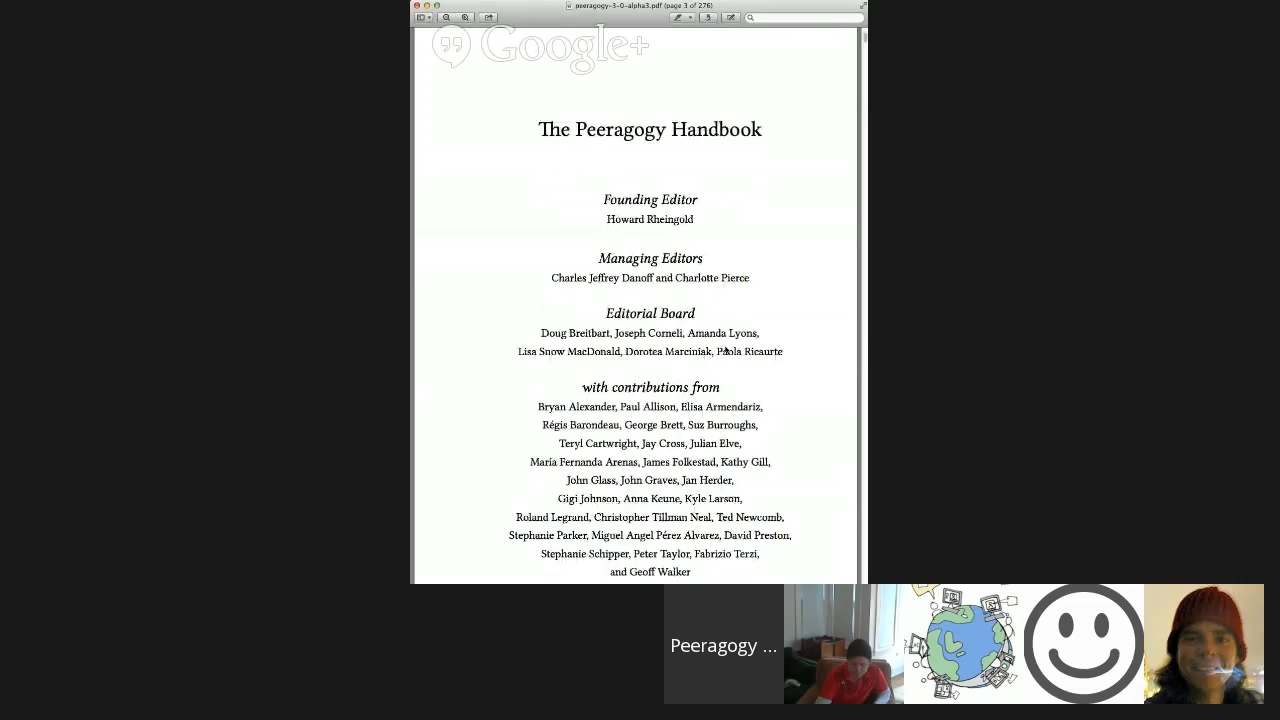 peeragogy-3-0-alpha3.pdf (page 3 of 276)
Google+
The Peeragogy Handbook
Founding Editor
Howard Rheingold
Managing Editors
Charles Jeffrey Danoff and Charlotte Pierce
Editorial Board
Doug Breitbart, Joseph Corneli, Amanda Lyons,
Lisa Snow MacDonald, Dorotea Marciniak, Paola Ricaurte
with contributions from
Bryan Alexander, Paul Allison, Elisa Armendariz,
Régis Barondeau, George Brett, Suz Burroughs,
Teryl Cartwright, Jay Cross, Julian Elve,
María Fernanda Arenas, James Folkestad, Kathy Gill,
John Glass, John Graves, Jan Herder,
Gigi Johnson, Anna Keune, Kyle Larson,
Roland Legrand, Christopher Tillman Neal, Ted Newcomb,
Stephanie Parker, Miguel Angel Pérez Alvarez, David Preston,
Stephanie Schipper, Peter Taylor, Fabrizio Terzi,
and Geoff Walker
Peeragogy ...